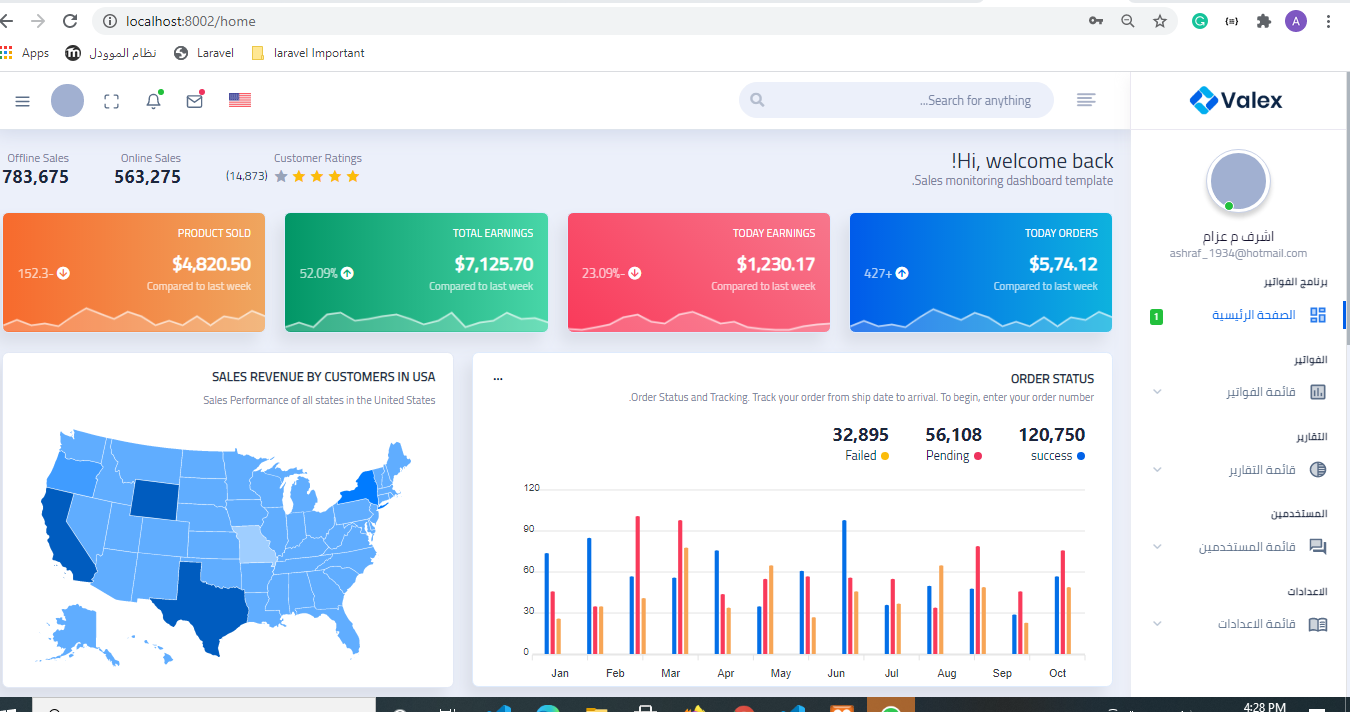 localhost:8002/home
A
Apps
نظام الموودل
Laravel
laravel Important
...Search for anything
Valex
Offline Sales
783,675
Online Sales
563,275
Customer Ratings
(14,873)
!Hi, welcome back
.Sales monitoring dashboard template
PRODUCT SOLD
$4,820.50
Compared to last week
152.3-
TOTAL EARNINGS
$7,125.70
Compared to last week
52.09%
TODAY EARNINGS
$1,230.17
Compared to last week
23.09%-
TODAY ORDERS
$5,74.12
Compared to last week
427+
SALES REVENUE BY CUSTOMERS IN USA
Sales Performance of all states in the United States
...
ORDER STATUS
.Order Status and Tracking. Track your order from ship date to arrival. To begin, enter your order number
32,895
Failed
56,108
Pending
120,750
success
120
90
60
30
0
Jan Feb Mar Apr May Jun Jul Aug Sep Oct
اشرف م عزام
ashraf_1934@hotmail.com
برنامج الفواتير
الصفحة الرئيسية
1
الفواتير
قائمة الفواتير
التقارير
قائمة التقارير
المستخدمين
قائمة المستخدمين
الاعدادات
قائمة الاعدادات
4:28 PM